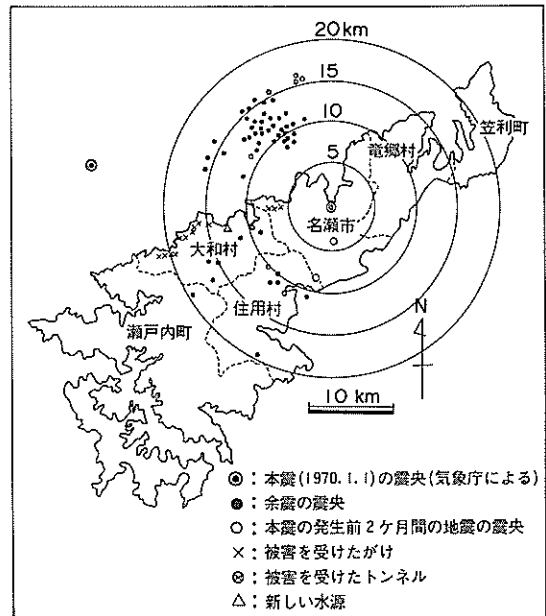 20km
15
10
5
笠利町
竜郷村
名瀬市
大和村
住用村
瀬戸内町
N
10 km
◉：本震(1970.1.1)の震央(気象庁による)
●：余震の震央
○：本震の発生前2ケ月間の地震の震央
×：被害を受けたがけ
⊗：被害を受けたトンネル
△：新しい水源